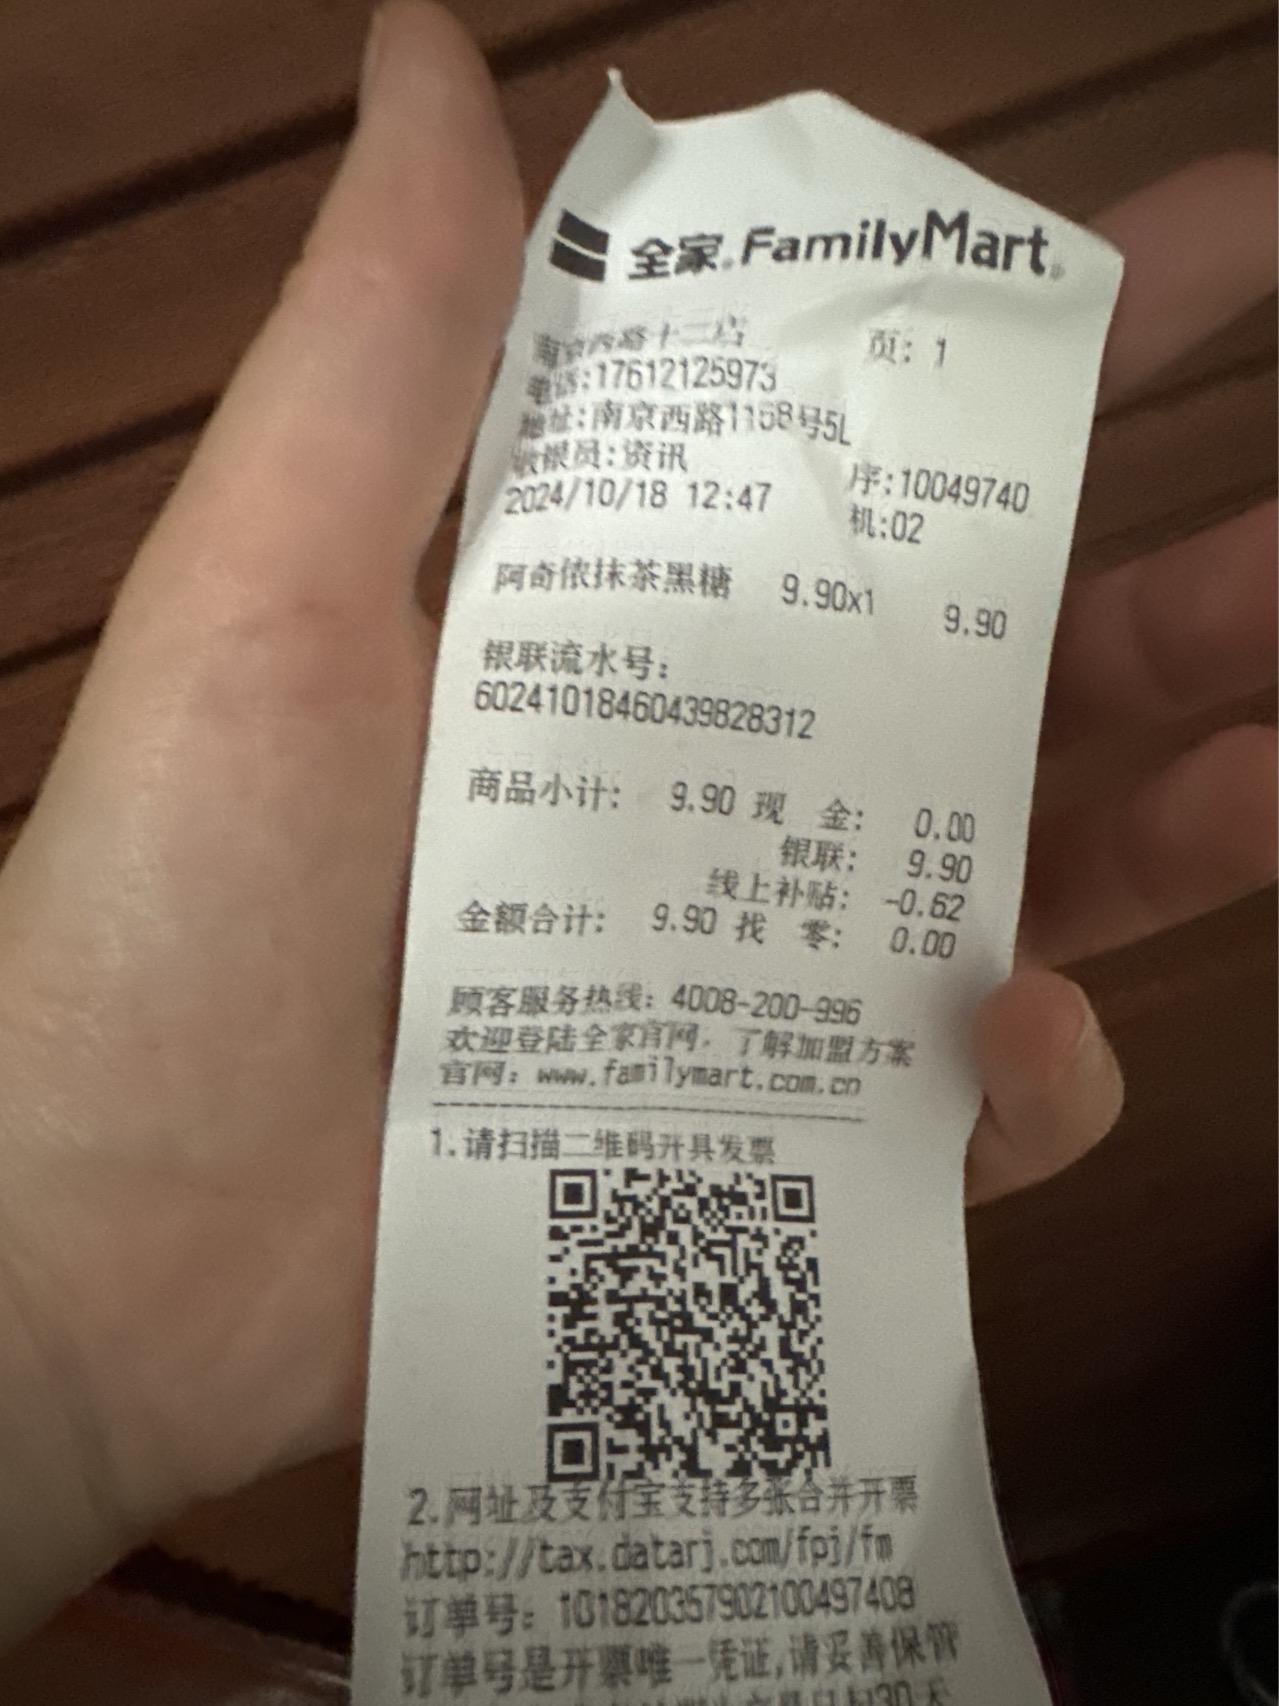 全家 FamilyMart
南京西路十二店 页: 1
电话:17612125973
地址:南京西路1168号5L
收银员:资讯 序:10049740
2024/10/18 12:47 机:02
阿奇侬抹茶黑糖 9.90x1 9.90
银联流水号:
60241018460439828312
商品小计: 9.90 现 金: 0.00
银联: 9.90
线上补贴: -0.62
金额合计: 9.90 找 零: 0.00
顾客服务热线: 4008-200-996
欢迎登陆全家官网, 了解加盟方案
官网: www.familymart.com.cn
1.请扫描二维码开具发票
2.网址及支付宝支持多张合并开票
http://tax.datarj.com/fpj/fm
订单号: 1018203579021004974​08
订单号是开票唯一凭证,请妥善保管
30天